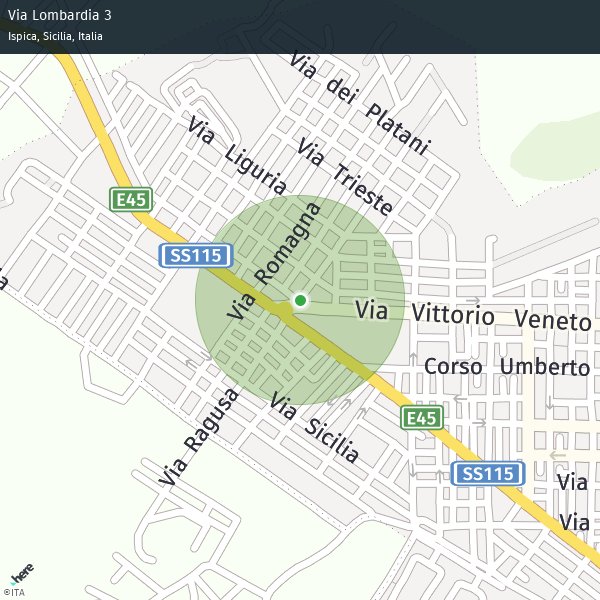 Via Lombardia 3
Ispica, Sicilia, Italia
Via dei Platani
Via Liguria
Via Trieste
E45
Via Romagna
SS115
Via Vittorio Veneto
Corso Umberto
Via Ragusa
Via Sicilia
E45
SS115
Via
Via
here
©ITA